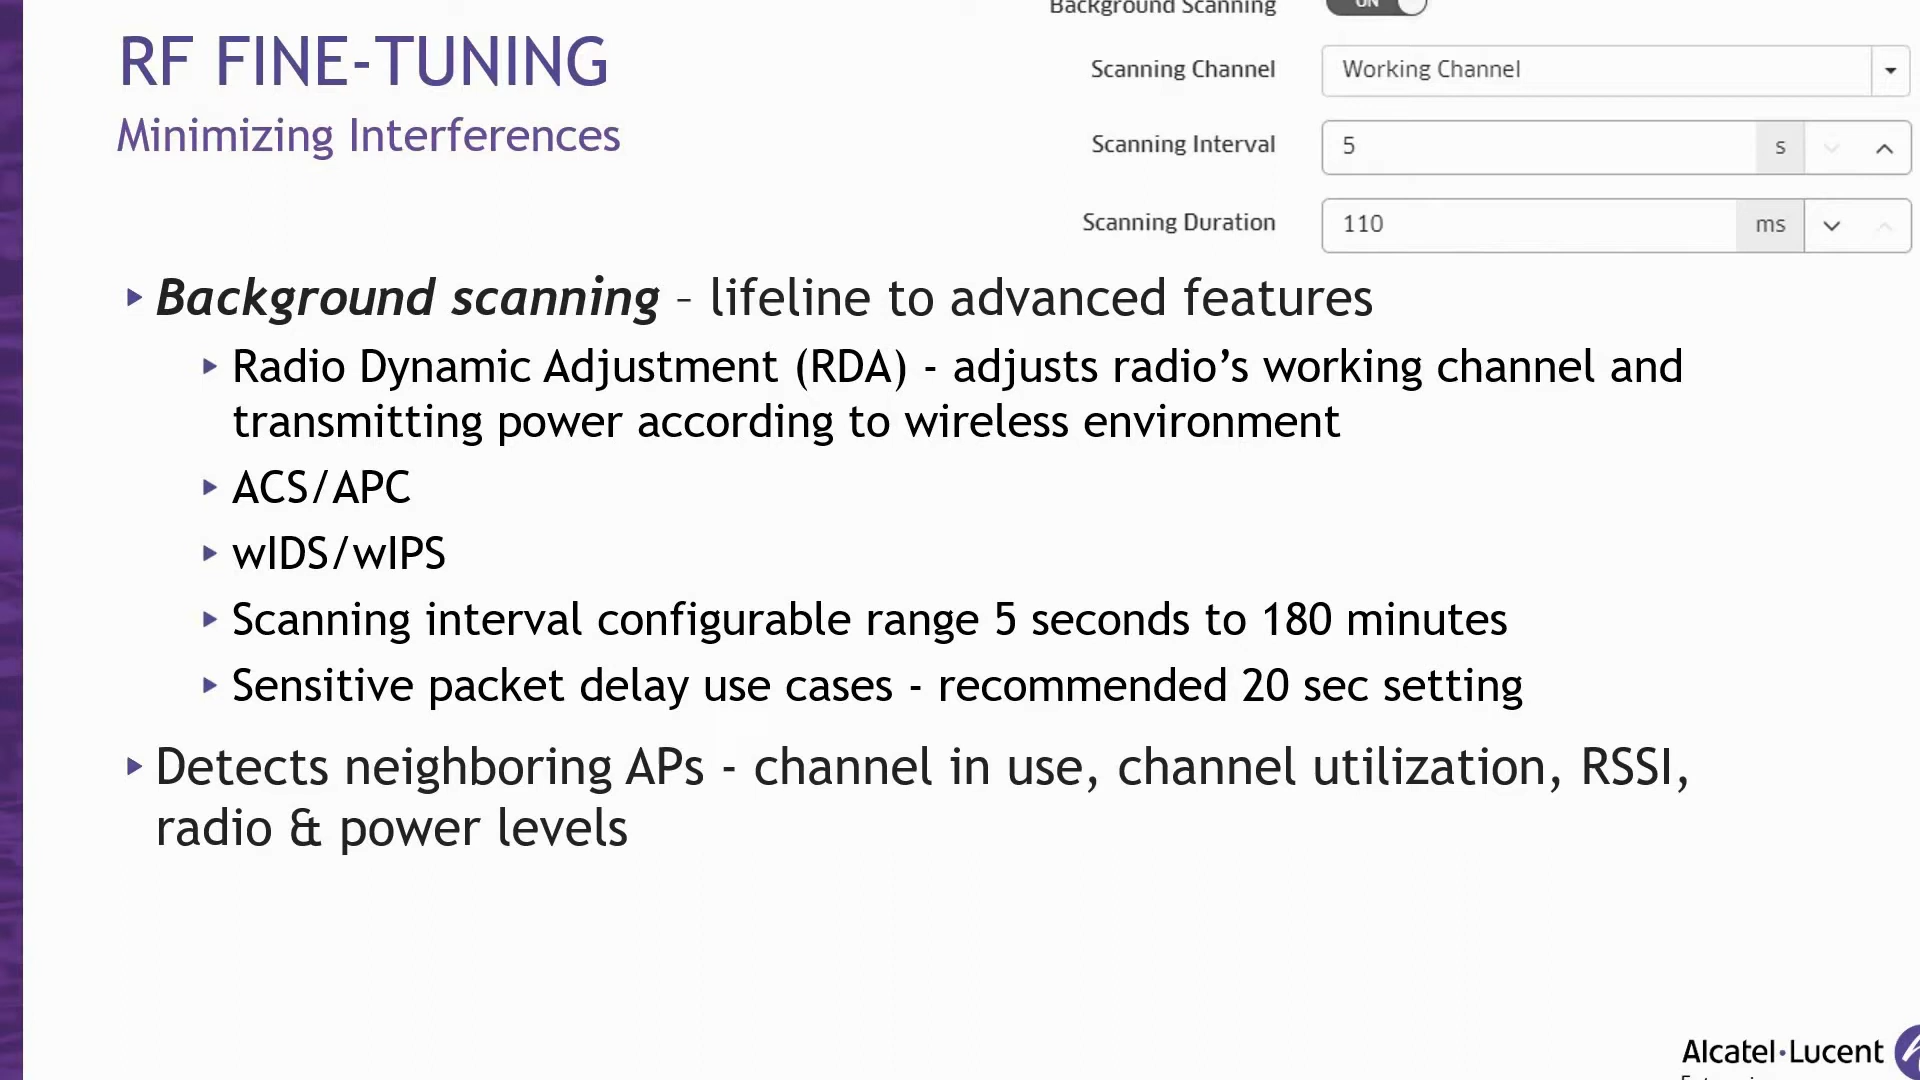 RF FINE-TUNING
Minimizing Interferences
Background Scanning ON
Scanning Channel Working Channel
Scanning Interval 5 s
Scanning Duration 110 ms
Background scanning – lifeline to advanced features
Radio Dynamic Adjustment (RDA) - adjusts radio’s working channel and
transmitting power according to wireless environment
ACS/APC
wIDS/wIPS
Scanning interval configurable range 5 seconds to 180 minutes
Sensitive packet delay use cases - recommended 20 sec setting
Detects neighboring APs - channel in use, channel utilization, RSSI,
radio & power levels
Alcatel·Lucent